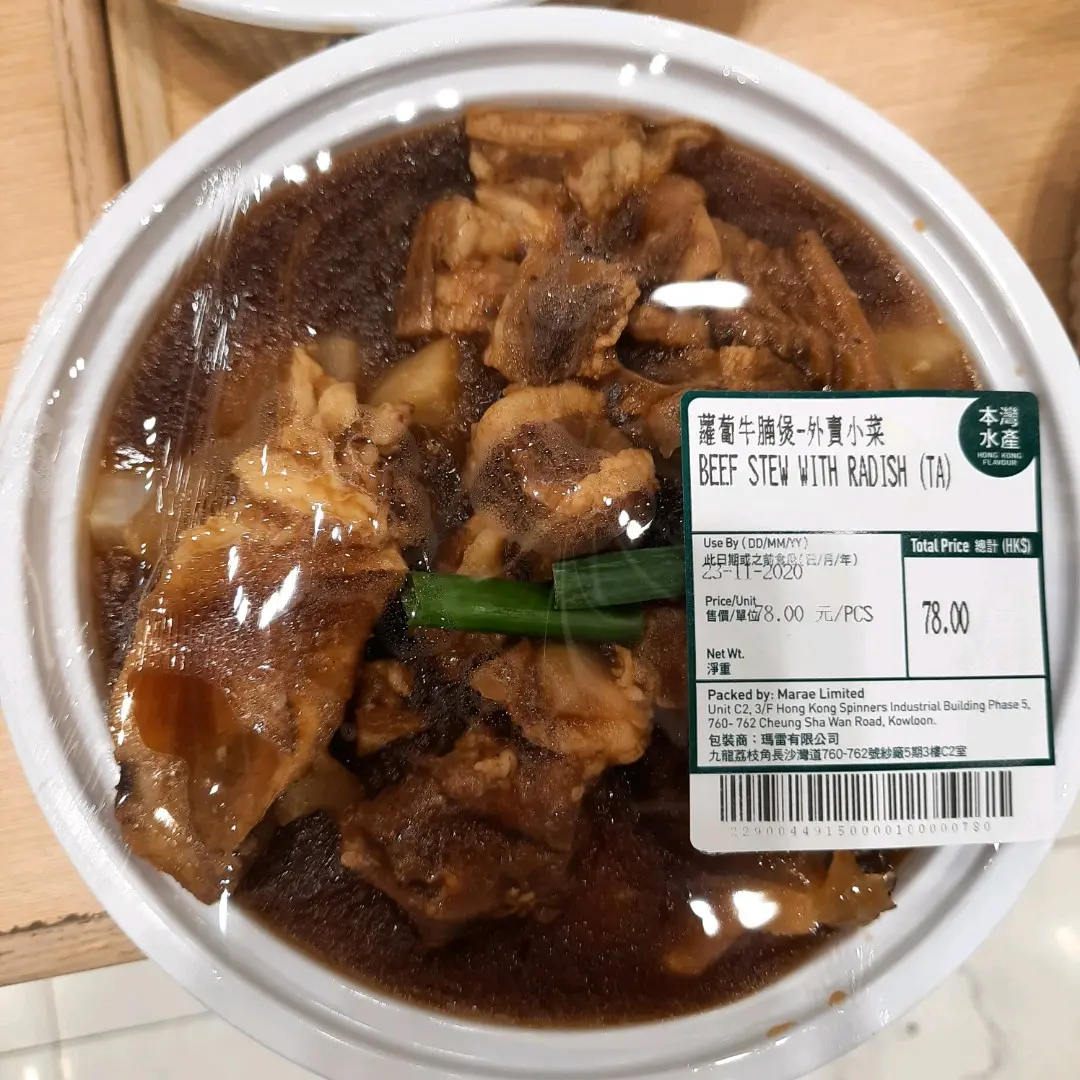 蘿蔔牛腩煲-外賣小菜
BEEF STEW WITH RADISH (TA)
本灣
水產
HONG KONG
FLAVOUR
Use By (DD/MM/YY)
此日期或之前食用(日/月/年)
23-11-2020
Total Price 總計 (HK$)
Price/Unit
售價/單位 78.00 元/PCS
78.00
Net Wt.
淨重
Packed by: Marae Limited
Unit C2, 3/F Hong Kong Spinners Industrial Building Phase 5,
760- 762 Cheung Sha Wan Road, Kowloon.
包裝商：瑪雷有限公司
九龍荔枝角長沙灣道760-762號紗廠5期3樓C2室
22900449150000100000780